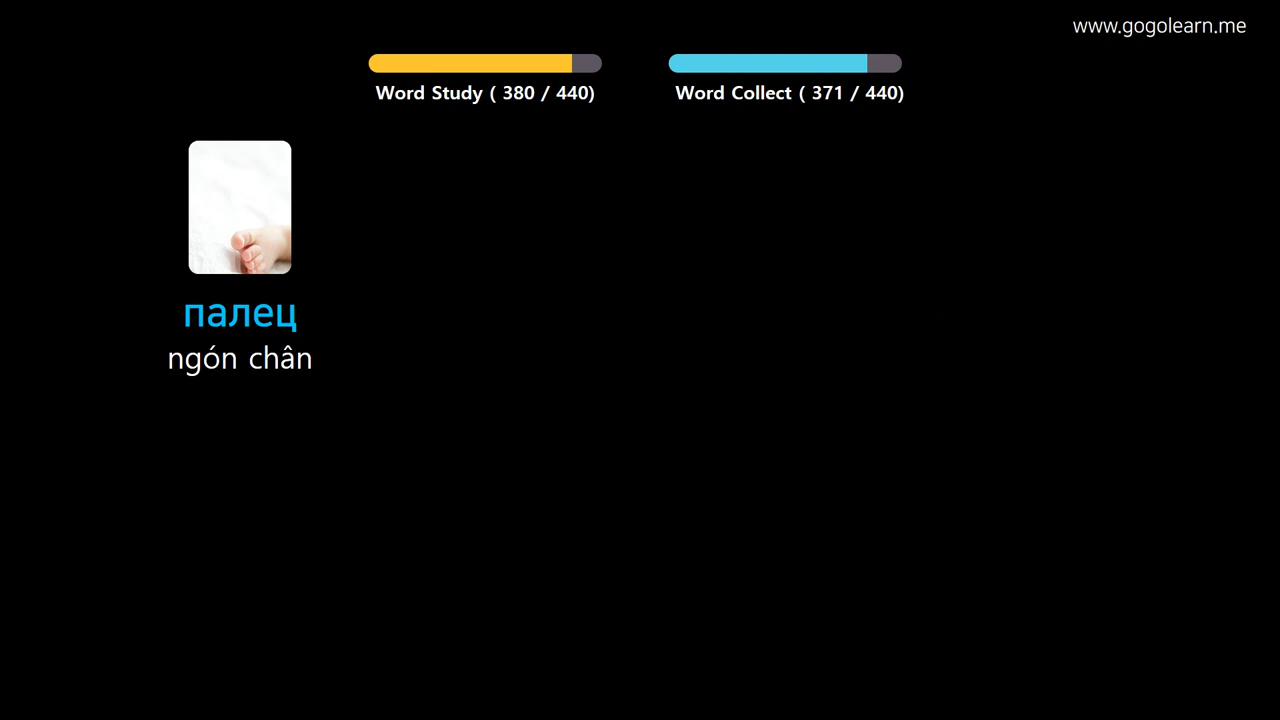 www.gogolearn.me
Word Study ( 380 / 440)
Word Collect ( 371 / 440)
палец
ngón chân